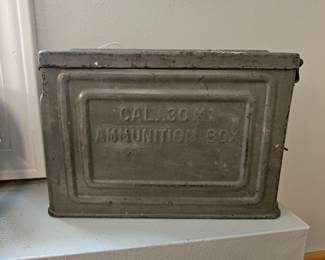 CAL. .30 M1
AMMUNITION BOX